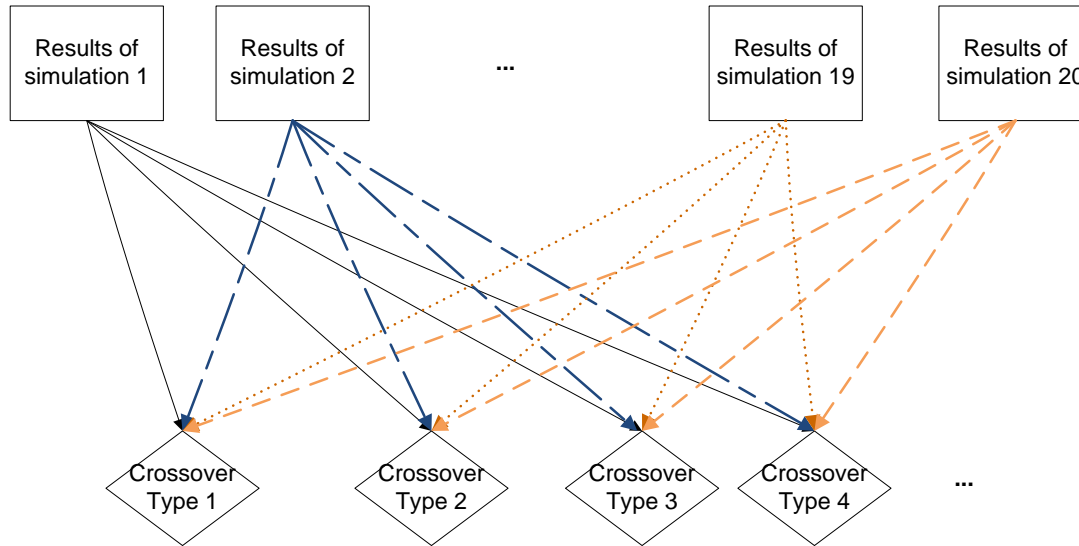 Results of
simulation 1
Results of
simulation 2
...
Results of
simulation 19
Results of
simulation 20
Crossover
Type 1
Crossover
Type 2
Crossover
Type 3
Crossover
Type 4
...